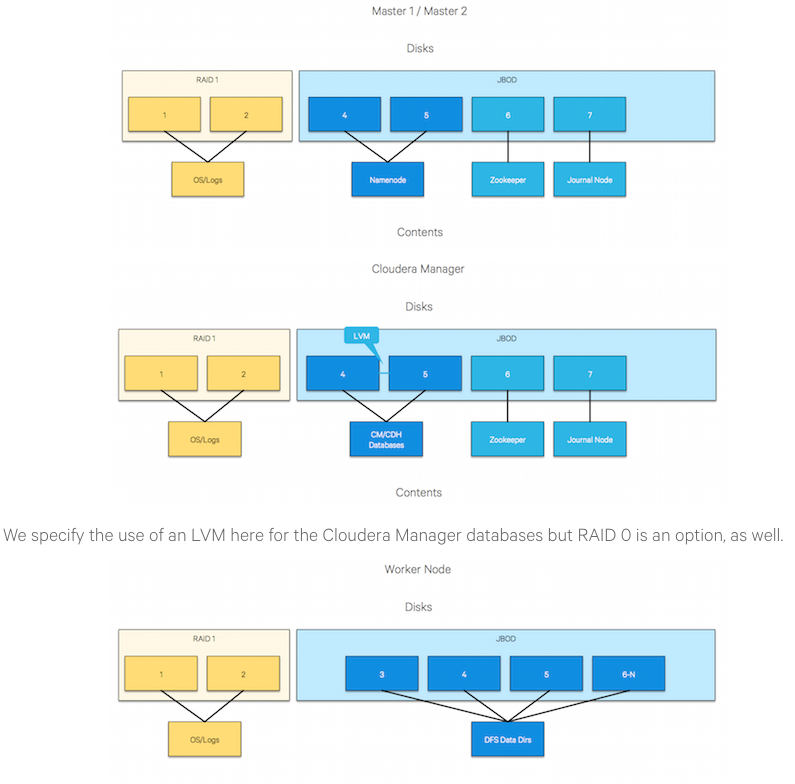 Master 1 / Master 2
Disks
RAID 1
JBOD
1
2
4
5
6
7
OS/Logs
Namenode
Zookeeper
Journal Node
Contents
Cloudera Manager
Disks
LVM
RAID 1
JBOD
1
2
4
5
6
7
OS/Logs
CM/CDH
Databases
Zookeeper
Journal Node
Contents
We specify the use of an LVM here for the Cloudera Manager databases but RAID 0 is an option, as well.
Worker Node
Disks
RAID 1
JBOD
1
2
3
4
5
6-N
OS/Logs
DFS Data Dirs